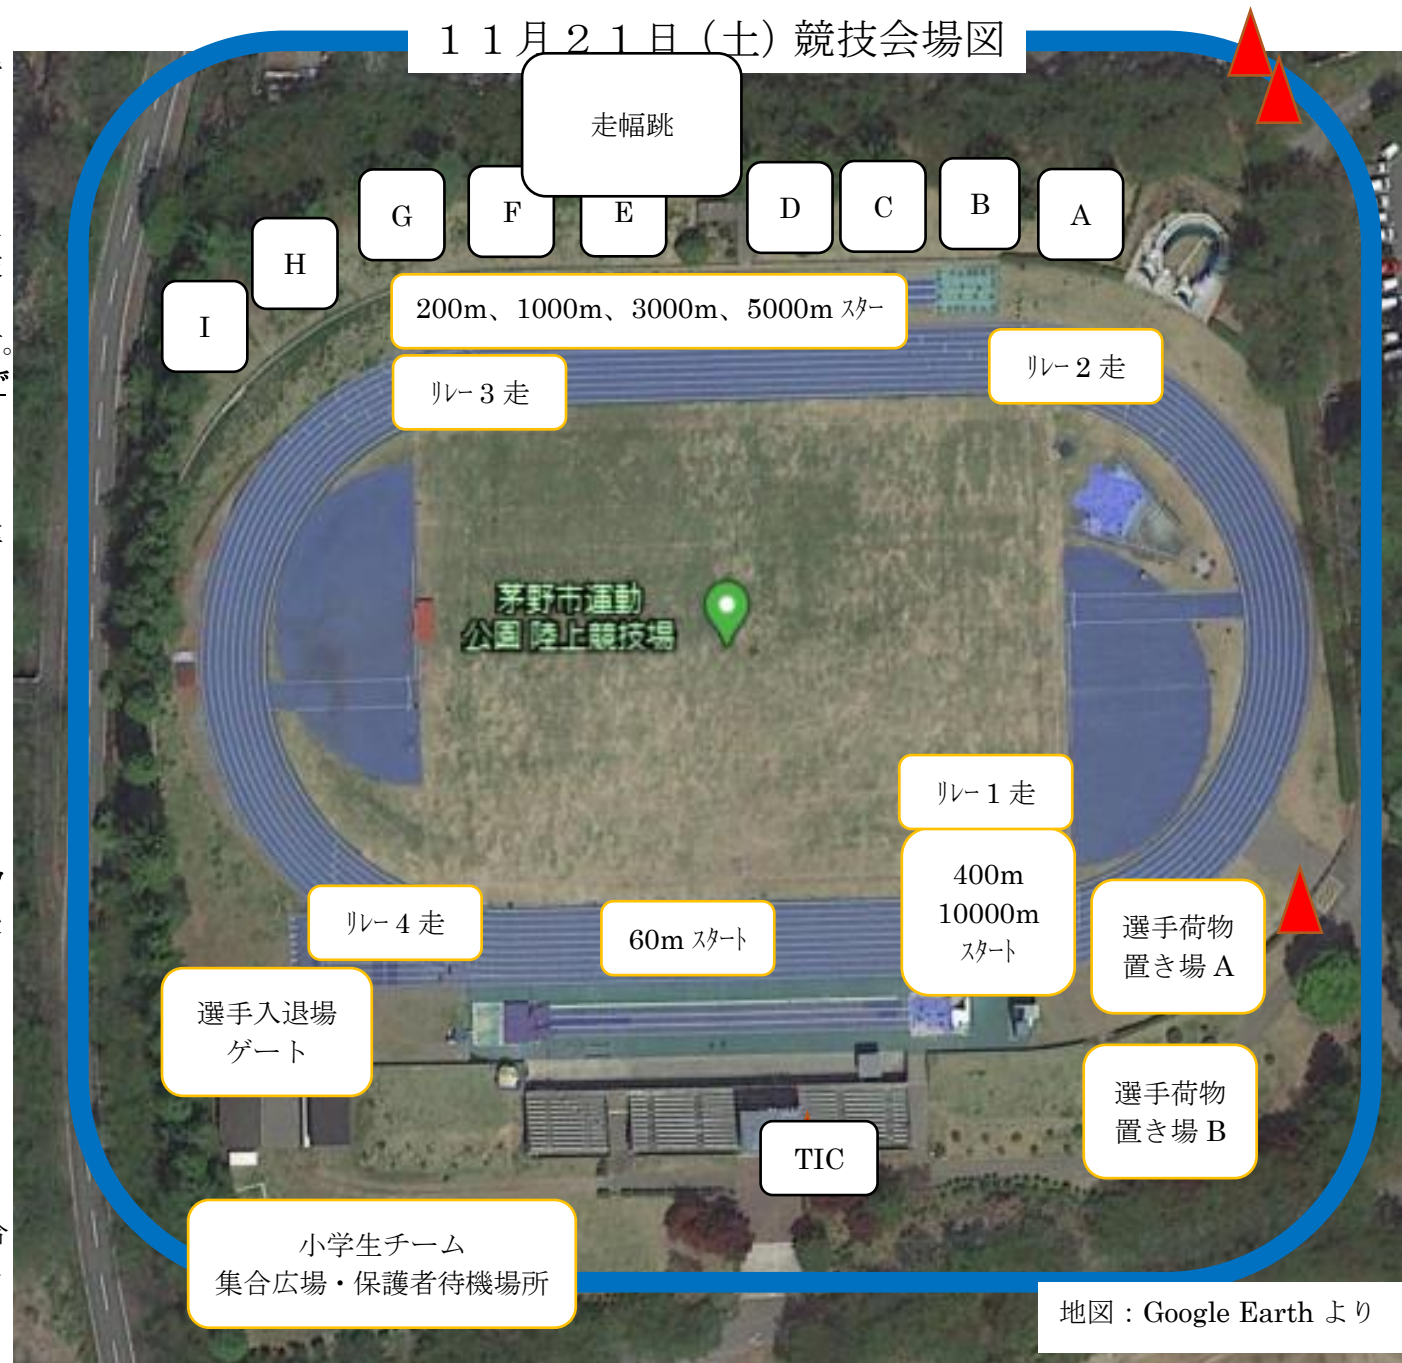 11月21日（土）競技会場図
走幅跳
G
F
E
D
C
B
A
H
I
200m、1000m、3000m、5000m ｽﾀｰ
ﾘﾚｰ 3 走
ﾘﾚｰ 2 走
茅野市運動
公園 陸上競技場
ﾘﾚｰ 1 走
400m
10000m
ｽﾀｰﾄ
ﾘﾚｰ 4 走
60m ｽﾀｰﾄ
選手荷物
置き場 A
選手入退場
ゲート
選手荷物
置き場 B
TIC
小学生チーム
集合広場・保護者待機場所
地図：Google Earth より